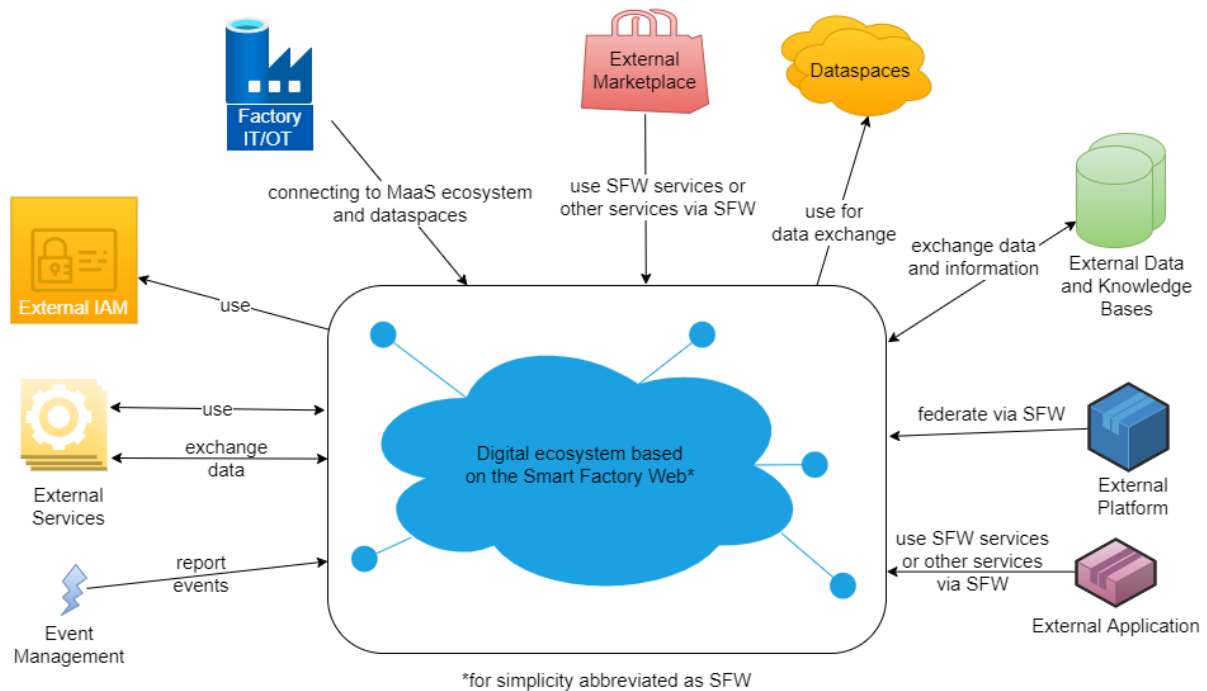 Factory
IT/OT
External
Marketplace
Dataspaces
connecting to MaaS ecosystem
and dataspaces
use SFW services or
other services via SFW
use for
data exchange
exchange data
and information
External Data
and Knowledge
Bases
External IAM
use
use
exchange
data
External
Services
report
events
Event
Management
Digital ecosystem based
on the Smart Factory Web*
federate via SFW
External
Platform
use SFW services
or other services
via SFW
External Application
*for simplicity abbreviated as SFW